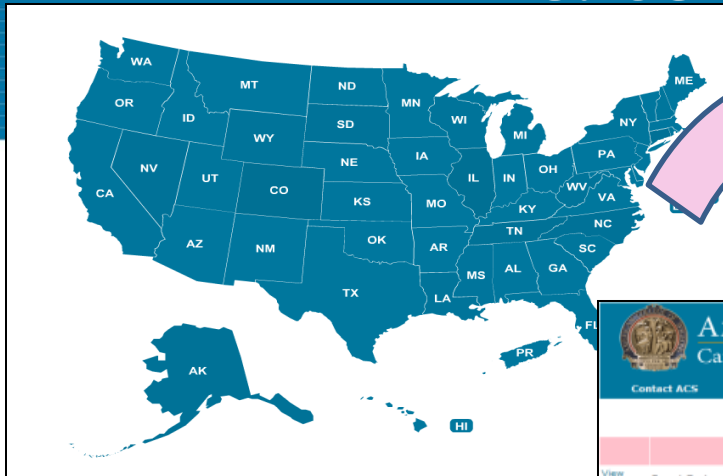 WA
MT
ND
MN
ME
OR
ID
SD
WI
NY
WY
MI
IA
PA
NE
NV
IL
IN
OH
UT
CO
WV
VA
CA
KS
MO
KY
NC
TN
OK
AZ
NM
AR
SC
MS
AL
GA
TX
LA
FL
PR
AK
HI
Contact ACS
View